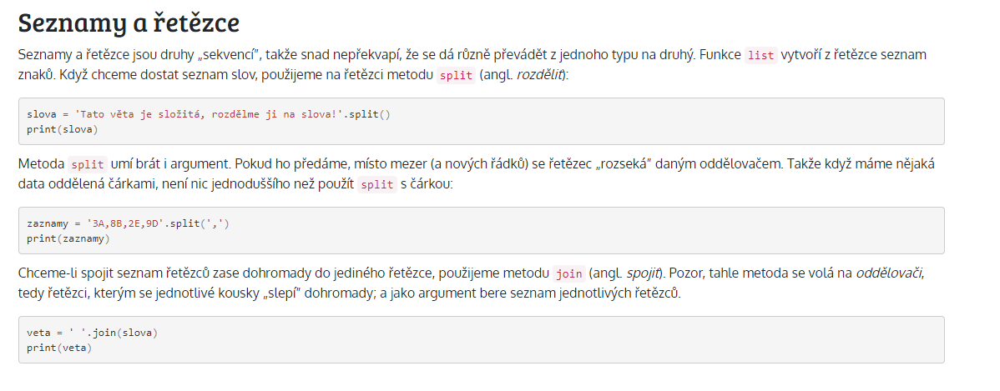 Seznamy a řetězce
Seznamy a řetězce jsou druhy „sekvencí”, takže snad nepřekvapí, že se dá různě převádět z jednoho typu na druhý. Funkce list vytvoří z řetězce seznam
znaků. Když chceme dostat seznam slov, použijeme na řetězci metodu split (angl. rozdělit):
slova = 'Tato věta je složitá, rozdělme ji na slova!'.split()
print(slova)
Metoda split umí brát i argument. Pokud ho předáme, místo mezer (a nových řádků) se řetězec „rozseká” daným oddělovačem. Takže když máme nějaká
data oddělená čárkami, není nic jednoduššího než použít split s čárkou:
zaznamy = '3A,8B,2E,9D'.split(',')
print(zaznamy)
Chceme-li spojit seznam řetězců zase dohromady do jediného řetězce, použijeme metodu join (angl. spojit). Pozor, tahle metoda se volá na oddělovači,
tedy řetězci, kterým se jednotlivé kousky „slepí” dohromady; a jako argument bere seznam jednotlivých řetězců.
veta = ' '.join(slova)
print(veta)